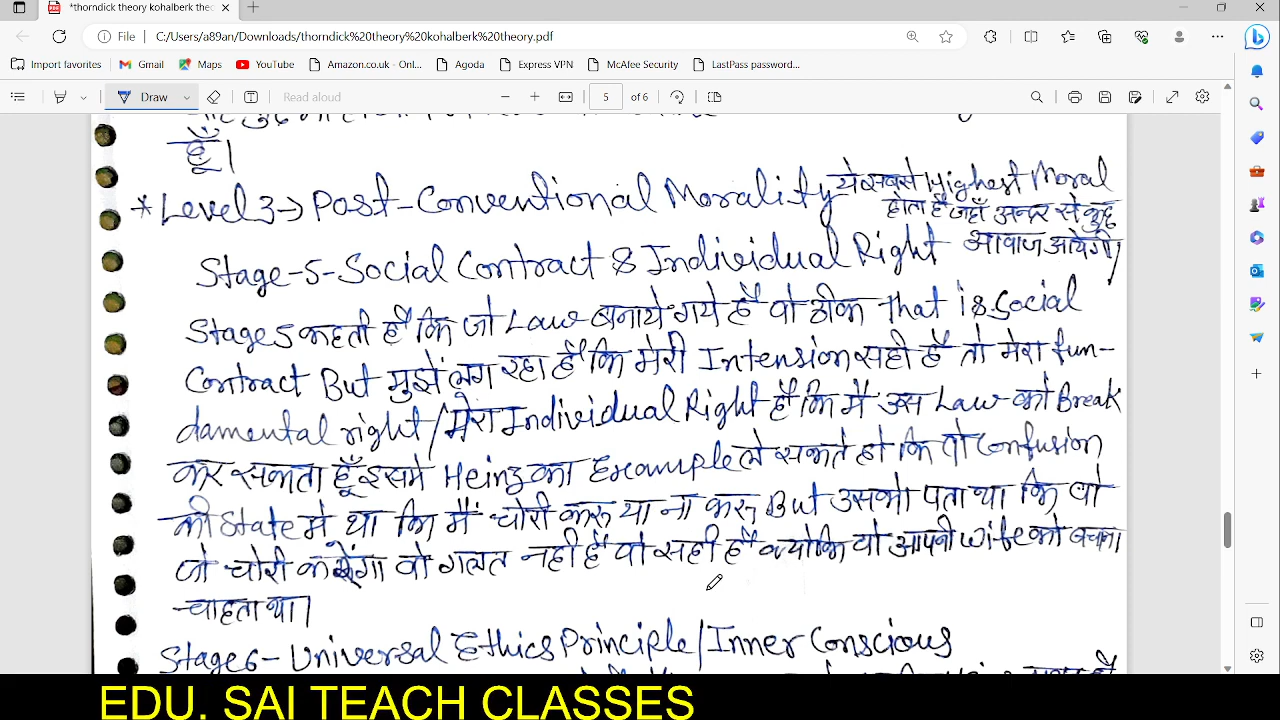 *thorndick theory kohalberk the
File C:/Users/a89an/Downloads/thorndick%20theory%20kohalberk%20theory.pdf
Import favorites Gmail Maps YouTube Amazon.co.uk - Onl... Agoda Express VPN McAfee Security LastPass password...
Draw Read aloud 5 of 6
हूँ।
* Level 3 → Post-Conventional Morality ये सबसे Highest Moral
होता है जहाँ अन्दर से कुछ
आवाज आयेगी।
Stage-5-Social Contract & Individual Right
Stage 5 कहती है कि जो Law बनाये गये है वो ठीक That is Social
Contract But मुझे लग रहा है कि मेरी Intension सही है तो मेरा fun-
damental right/मेरा Individual Right है कि मै उस Law को Break
कर सकता हूँ इसमे Heinz का Example ले सकते हो कि वो Confusion
की State मे था कि मैं चोरी करू या ना करू But उसको पता था कि वो
जो चोरी करेंगा वो गलत नही है वो सही है क्योकि वो आपनी wife को बचाना
चाहता था।
Stage 6- Universal Ethics Principle/Inner Conscious
EDU. SAI TEACH CLASSES